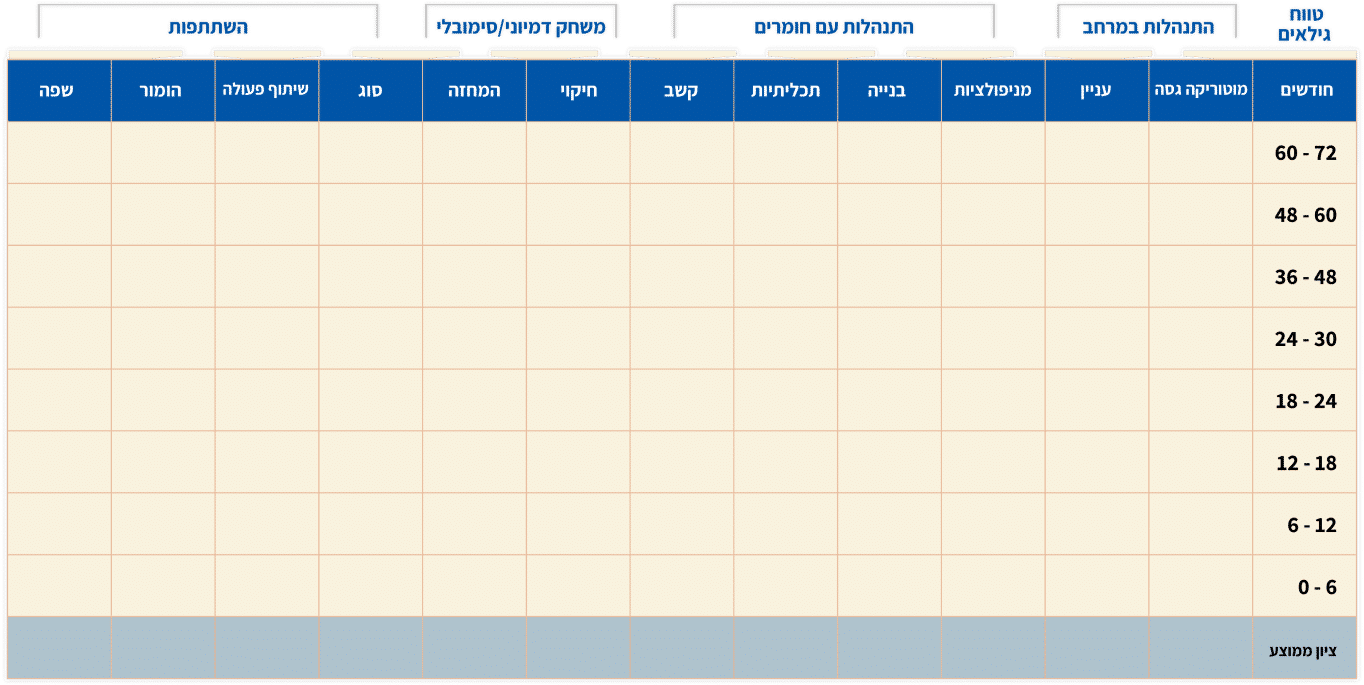 טווח
גילאים
התנהלות במרחב
התנהלות עם חומרים
משחק דמיוני/סימובלי
השתתפות
חודשים מוטוריקה גסה עניין מניפולציות בנייה תכליתיות קשב חיקוי המחזה סוג שיתוף פעולה הומור שפה
60 - 72
48 - 60
36 - 48
24 - 30
18 - 24
12 - 18
6 - 12
0 - 6
ציון ממוצע